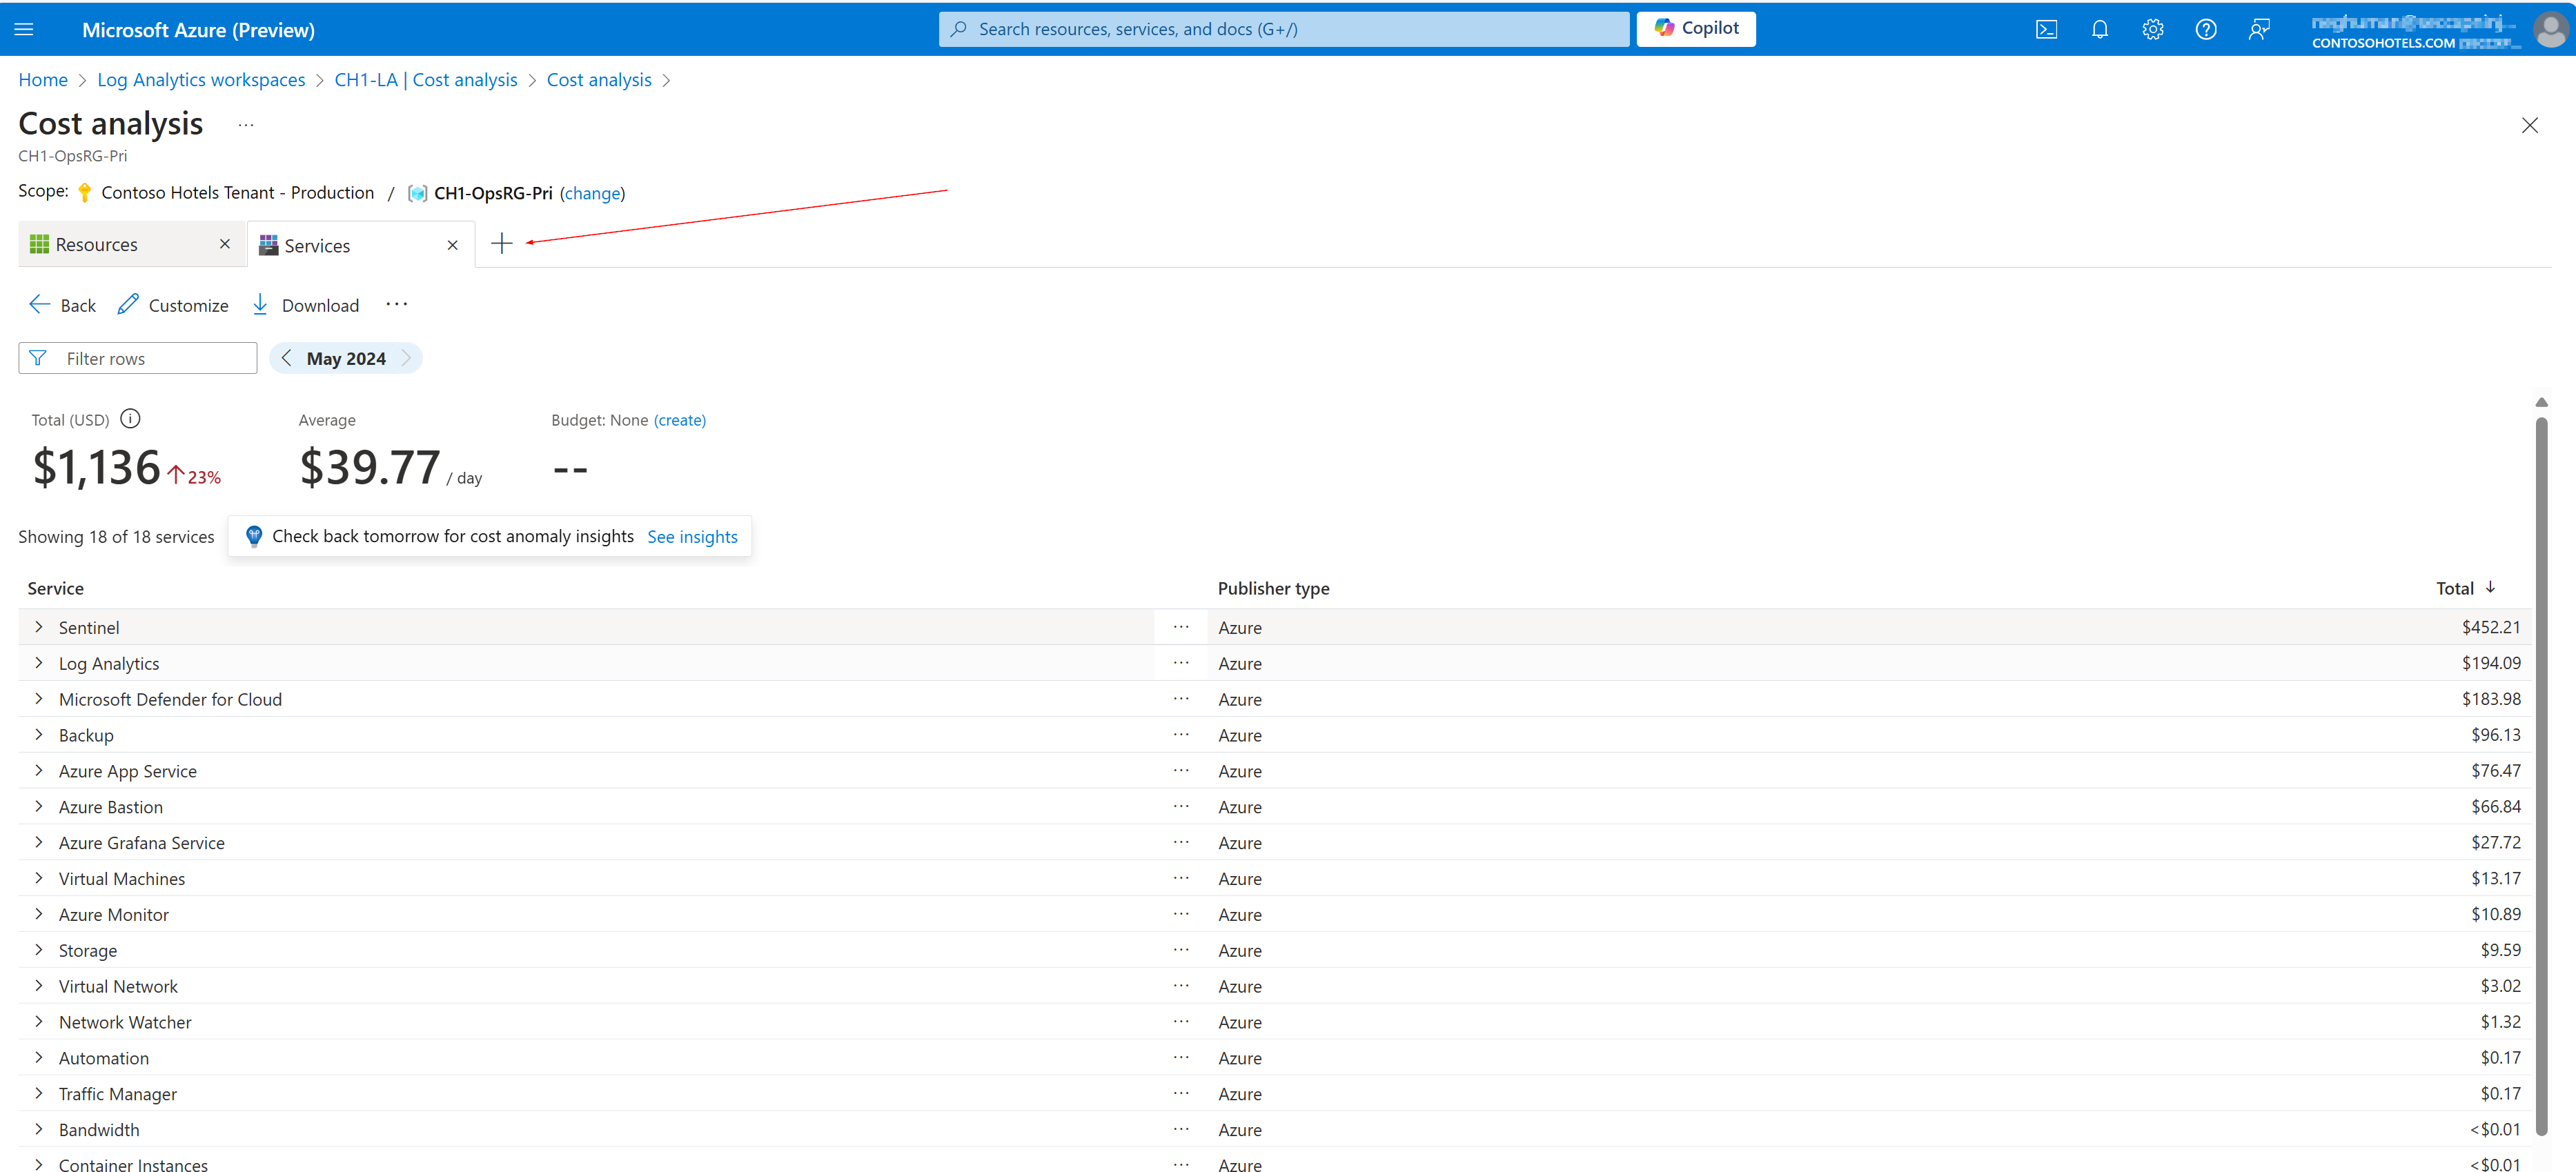 Microsoft Azure (Preview)
Search resources, services, and docs (G+/)
Copilot
CONTOSOHOTELS.COM
Home > Log Analytics workspaces > CH1-LA | Cost analysis > Cost analysis >
Cost analysis ...
CH1-OpsRG-Pri
Scope: Contoso Hotels Tenant - Production / CH1-OpsRG-Pri (change)
Resources
Services
Back Customize Download ...
Filter rows
May 2024
Total (USD) Average Budget: None (create)
$1,136 ↑23% $39.77 / day --
Showing 18 of 18 services
Check back tomorrow for cost anomaly insights See insights
Service Publisher type Total ↓
Sentinel ... Azure $452.21
Log Analytics ... Azure $194.09
Microsoft Defender for Cloud ... Azure $183.98
Backup ... Azure $96.13
Azure App Service ... Azure $76.47
Azure Bastion ... Azure $66.84
Azure Grafana Service ... Azure $27.72
Virtual Machines ... Azure $13.17
Azure Monitor ... Azure $10.89
Storage ... Azure $9.59
Virtual Network ... Azure $3.02
Network Watcher ... Azure $1.32
Automation ... Azure $0.17
Traffic Manager ... Azure $0.17
Bandwidth ... Azure <$0.01
Container Instances ... Azure <$0.01